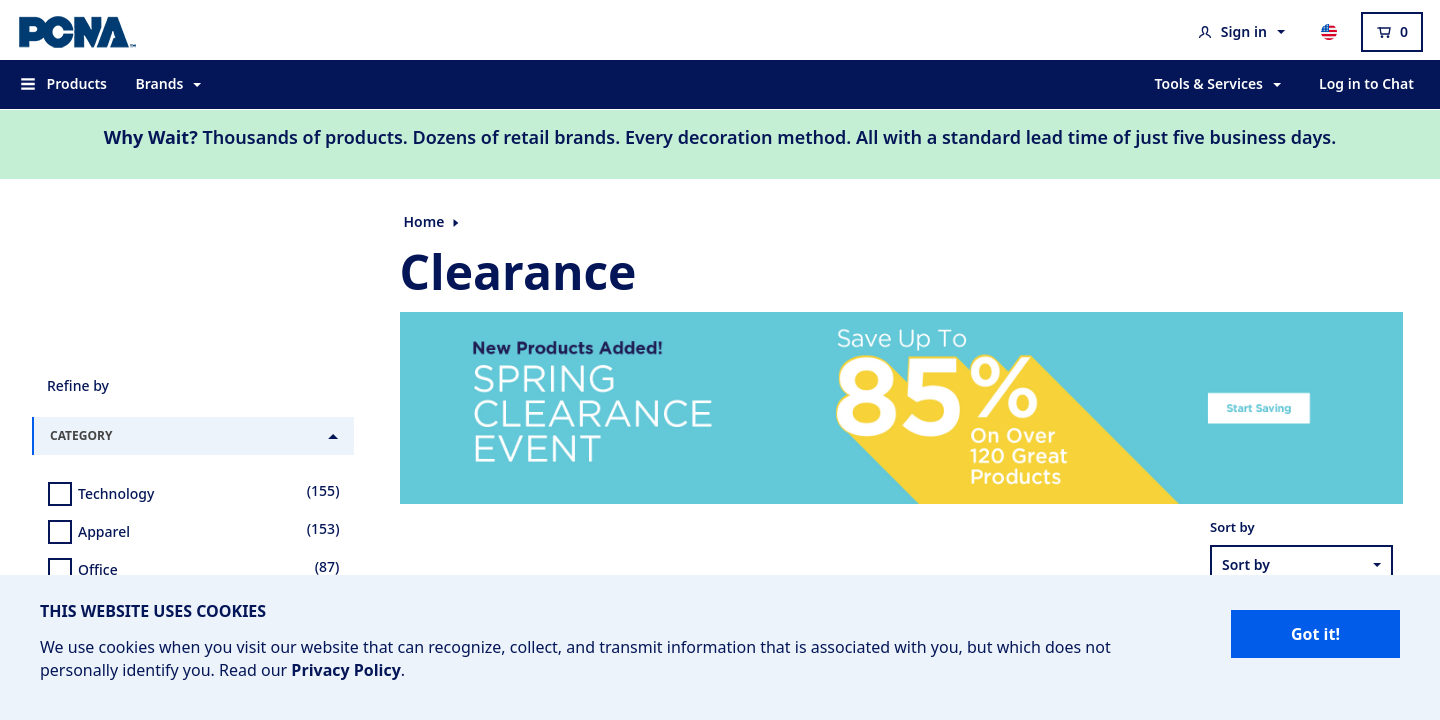 PCNA™
Sign in
0
Products
Brands
Tools & Services
Log in to Chat
Why Wait? Thousands of products. Dozens of retail brands. Every decoration method. All with a standard lead time of just five business days.
Home
Clearance
New Products Added!
SPRING
CLEARANCE
EVENT
Save Up To
85%
On Over
120 Great
Products
Start Saving
Refine by
CATEGORY
Technology (155)
Apparel (153)
Office (87)
Sort by
Sort by
THIS WEBSITE USES COOKIES
We use cookies when you visit our website that can recognize, collect, and transmit information that is associated with you, but which does not
personally identify you. Read our Privacy Policy.
Got it!